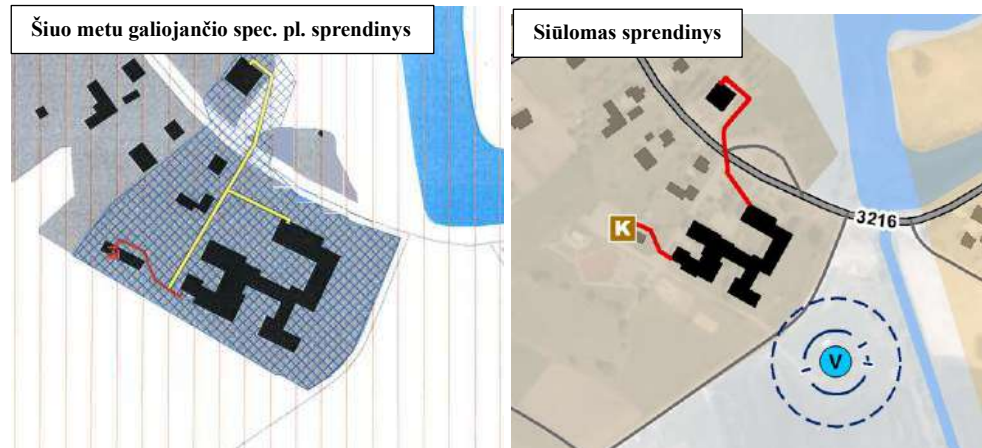 Šiuo metu galiojančio spec. pl. sprendinys
Siūlomas sprendinys
K
3216
V